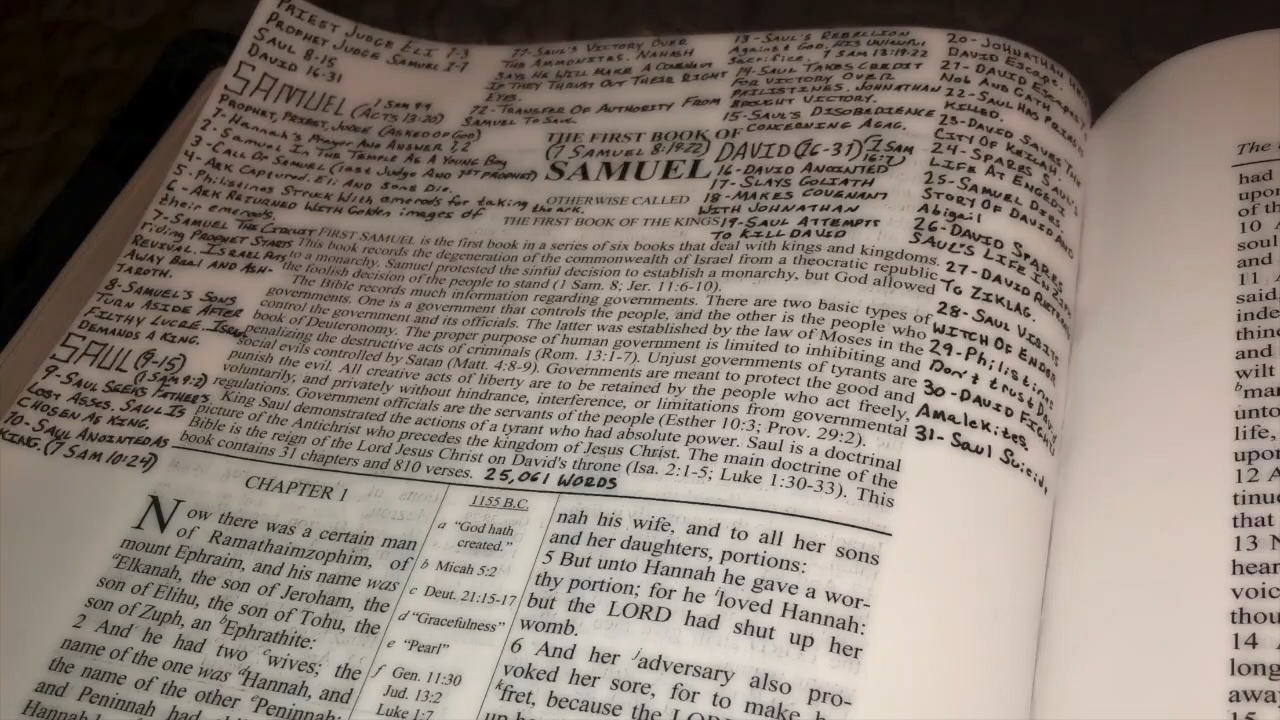 PRIEST JUDGE ELI 1-3
PROPHET JUDGE SAMUEL 1-7
SAUL 8-15
DAVID 16-31
SAMUEL (ACTS 13:20)
PROPHET, PRIEST, JUDGE (ASKED OF GOD)
1-Hannah's Prayer And Answer 1,2
2-Samuel In The Temple As A Young Boy
3-CALL OF SAMUEL (Last Judge And 1ST PROPHET)
4-ARK CAPTURED. ELI AND SONS DIE.
5-Philistines Struck With emerods for taking the ark.
6-ARK RETURNED WITH Golden images of
their emerods.
7-SAMUEL THE CIRCUIT
riding PROPHET STARTS
REVIVAL. ISRAEL PUTS
AWAY BAAL AND ASH-
TAROTH.
8-SAMUEL'S SONS
TURN ASIDE AFTER
FILTHY LUCRE. ISRAEL
DEMANDS A KING.
SAUL (9-15)
(1 SAM 9:2)
9-SAUL SEEKS FATHER'S
LOST ASSES. SAUL IS
CHOSEN AS KING.
10-SAUL ANOINTED AS
KING. (1 SAM 10:24)
11-SAUL'S VICTORY OVER
THE AMMONITES. NAHASH
SAYS HE WILL MAKE A COVENANT
IF THEY THRUST OUT THEIR RIGHT
EYES.
12-TRANSFER OF AUTHORITY FROM
SAMUEL TO SAUL
13-SAUL'S REBELLION
Against GOD, HIS UNLAWFUL
Sacrifice. 1 SAM 13:19-22
14-SAUL TAKES CREDIT
FOR VICTORY OVER
PHILISTINES. JOHNATHAN
BROUGHT VICTORY.
15-SAUL'S DISOBEDIENCE
CONCERNING AGAG.
THE FIRST BOOK OF
(1 SAMUEL 8:19-22)
SAMUEL
OTHERWISE CALLED
THE FIRST BOOK OF THE KINGS
DAVID (16-31) (1 SAM
16:7)
16-DAVID ANOINTED
17-SLAYS GOLIATH
18-MAKES COVENANT
WITH JOHNATHAN
19-SAUL ATTEMPTS
TO KILL DAVID
20-JOHNATHAN
DAVID Escape.
21-DAVID Escapes
Nob AND GATH
22-SAUL HAS PRIESTS
KILLED.
23-DAVID SAVES THE
CITY OF KEILAH.
24-SPARES SAUL'S
LIFE AT ENGEDI
25-SAMUEL DIES.
STORY OF DAVID AND
Abigail
26-DAVID SPARES
SAUL'S LIFE IN
27-DAVID
TO ZIKLAG.
28-SAUL VISITS
WITCH OF ENDOR
29-Philistines
Don't trust David
30-DAVID FIGHTS
Amalekites.
31-Saul Suicide
FIRST SAMUEL is the first book in a series of six books that deal with kings and kingdoms.
This book records the degeneration of the commonwealth of Israel from a theocratic republic
to a monarchy. Samuel protested the sinful decision to establish a monarchy, but God allowed
the foolish decision of the people to stand (1 Sam. 8; Jer. 11:6-10).
The Bible records much information regarding governments. There are two basic types of
governments. One is a government that controls the people, and the other is the people who
control the government and its officials. The latter was established by the law of Moses in the
book of Deuteronomy. The proper purpose of human government is limited to inhibiting and
penalizing the destructive acts of criminals (Rom. 13:1-7). Unjust governments of tyrants are
social evils controlled by Satan (Matt. 4:8-9). Governments are meant to protect the good and
punish the evil. All creative acts of liberty are to be retained by the people who act freely,
voluntarily, and privately without hindrance, interference, or limitations from governmental
regulations. Government officials are the servants of the people (Esther 10:3; Prov. 29:2).
King Saul demonstrated the actions of a tyrant who had absolute power. Saul is a doctrinal
picture of the Antichrist who precedes the kingdom of Jesus Christ. The main doctrine of the
Bible is the reign of the Lord Jesus Christ on David's throne (Isa. 2:1-5; Luke 1:30-33). This
book contains 31 chapters and 810 verses. 25,061 WORDS
CHAPTER 1
Now there was a certain man
of Ramathaimzophim, of
mount Ephraim, and his name was
aElkanah, the son of Jeroham, the
son of Elihu, the son of Tohu, the
son of Zuph, an bEphrathite:
2 And he had two cwives; the
name of the one was dHannah, and
the name of the other ePeninnah:
and Peninnah had
Hannah
1155 B.C.
a "God hath
created."
b Micah 5:2
c Deut. 21:15-17
d "Gracefulness"
e "Pearl"
f Gen. 11:30
Jud. 13:2
Luke 1:7
nah his wife, and to all her sons
and her daughters, portions:
5 But unto Hannah he gave a wor-
thy portion; for he iloved Hannah:
but the LORD had shut up her
womb.
6 And her jadversary also pro-
voked her sore, for to make
kfret, because the LORD
The
had
upon
of th
10
soul
and
11
said
inde
thin
and
wilt
bman
unto
life,
upon
12 A
tinue
that
13 N
hear
voic
thou
14
long
awa
15